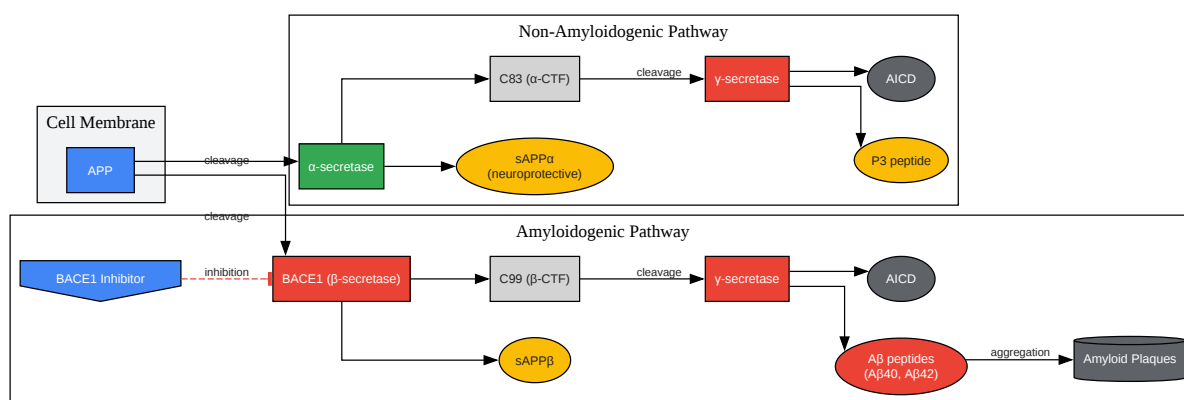 Non-Amyloidogenic Pathway
C83 (α-CTF)
cleavage
γ-secretase
AICD
Cell Membrane
APP
cleavage
α-secretase
sAPPα
(neuroprotective)
P3 peptide
cleavage
Amyloidogenic Pathway
BACE1 Inhibitor
inhibition
BACE1 (β-secretase)
C99 (β-CTF)
cleavage
γ-secretase
AICD
sAPPβ
Aβ peptides
(Aβ40, Aβ42)
aggregation
Amyloid Plaques